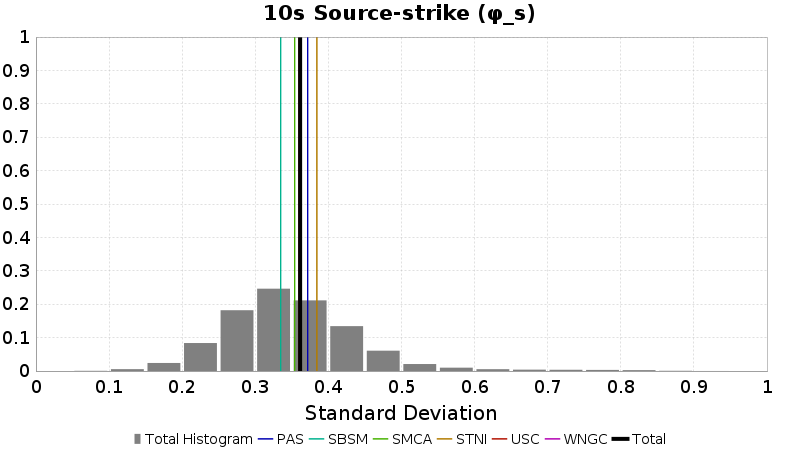 10s Source-strike (φ_s)
1
0.9
0.8
0.7
0.6
0.5
0.4
0.3
0.2
0.1
0
0 0.1 0.2 0.3 0.4 0.5 0.6 0.7 0.8 0.9 1
Standard Deviation
Total Histogram PAS SBSM SMCA STNI USC WNGC Total